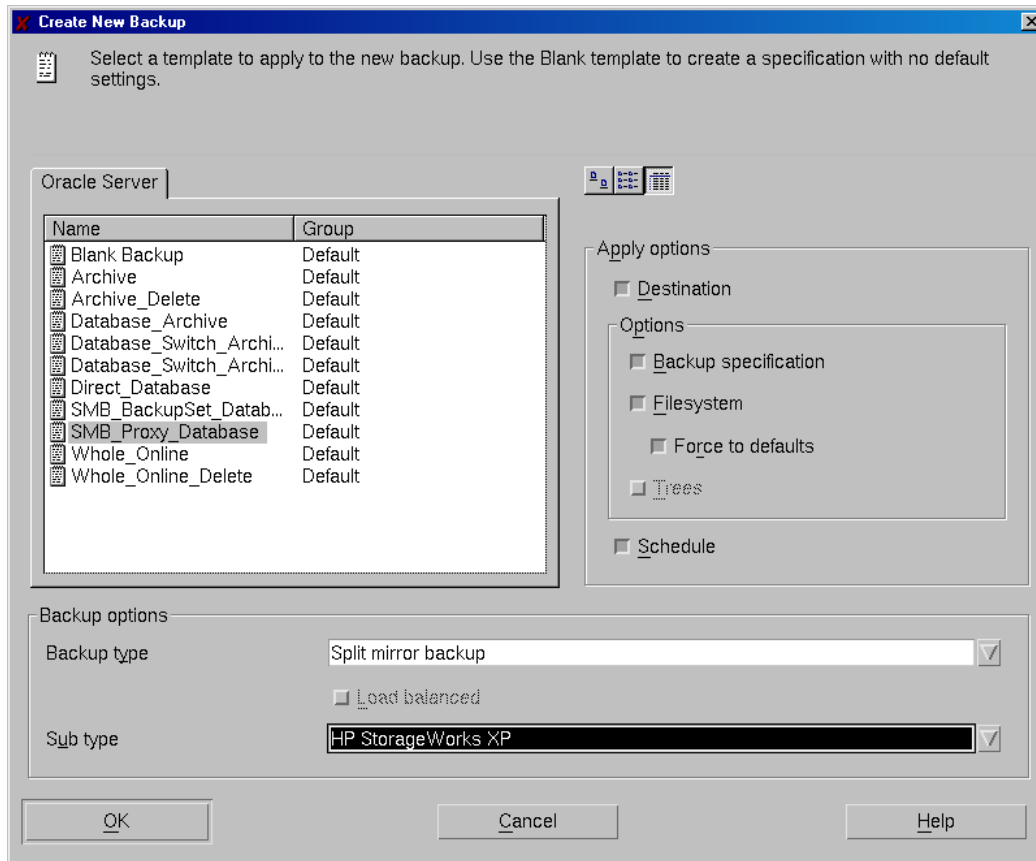 Create New Backup
Select a template to apply to the new backup. Use the Blank template to create a specification with no default
settings.
Oracle Server
Name Group
Blank Backup Default
Archive Default
Archive_Delete Default
Database_Archive Default
Database_Switch_Archi... Default
Database_Switch_Archi... Default
Direct_Database Default
SMB_BackupSet_Datab... Default
SMB_Proxy_Database Default
Whole_Online Default
Whole_Online_Delete Default
Apply options
Destination
Options
Backup specification
Filesystem
Force to defaults
Trees
Schedule
Backup options
Backup type Split mirror backup
Load balanced
Sub type HP StorageWorks XP
OK Cancel Help